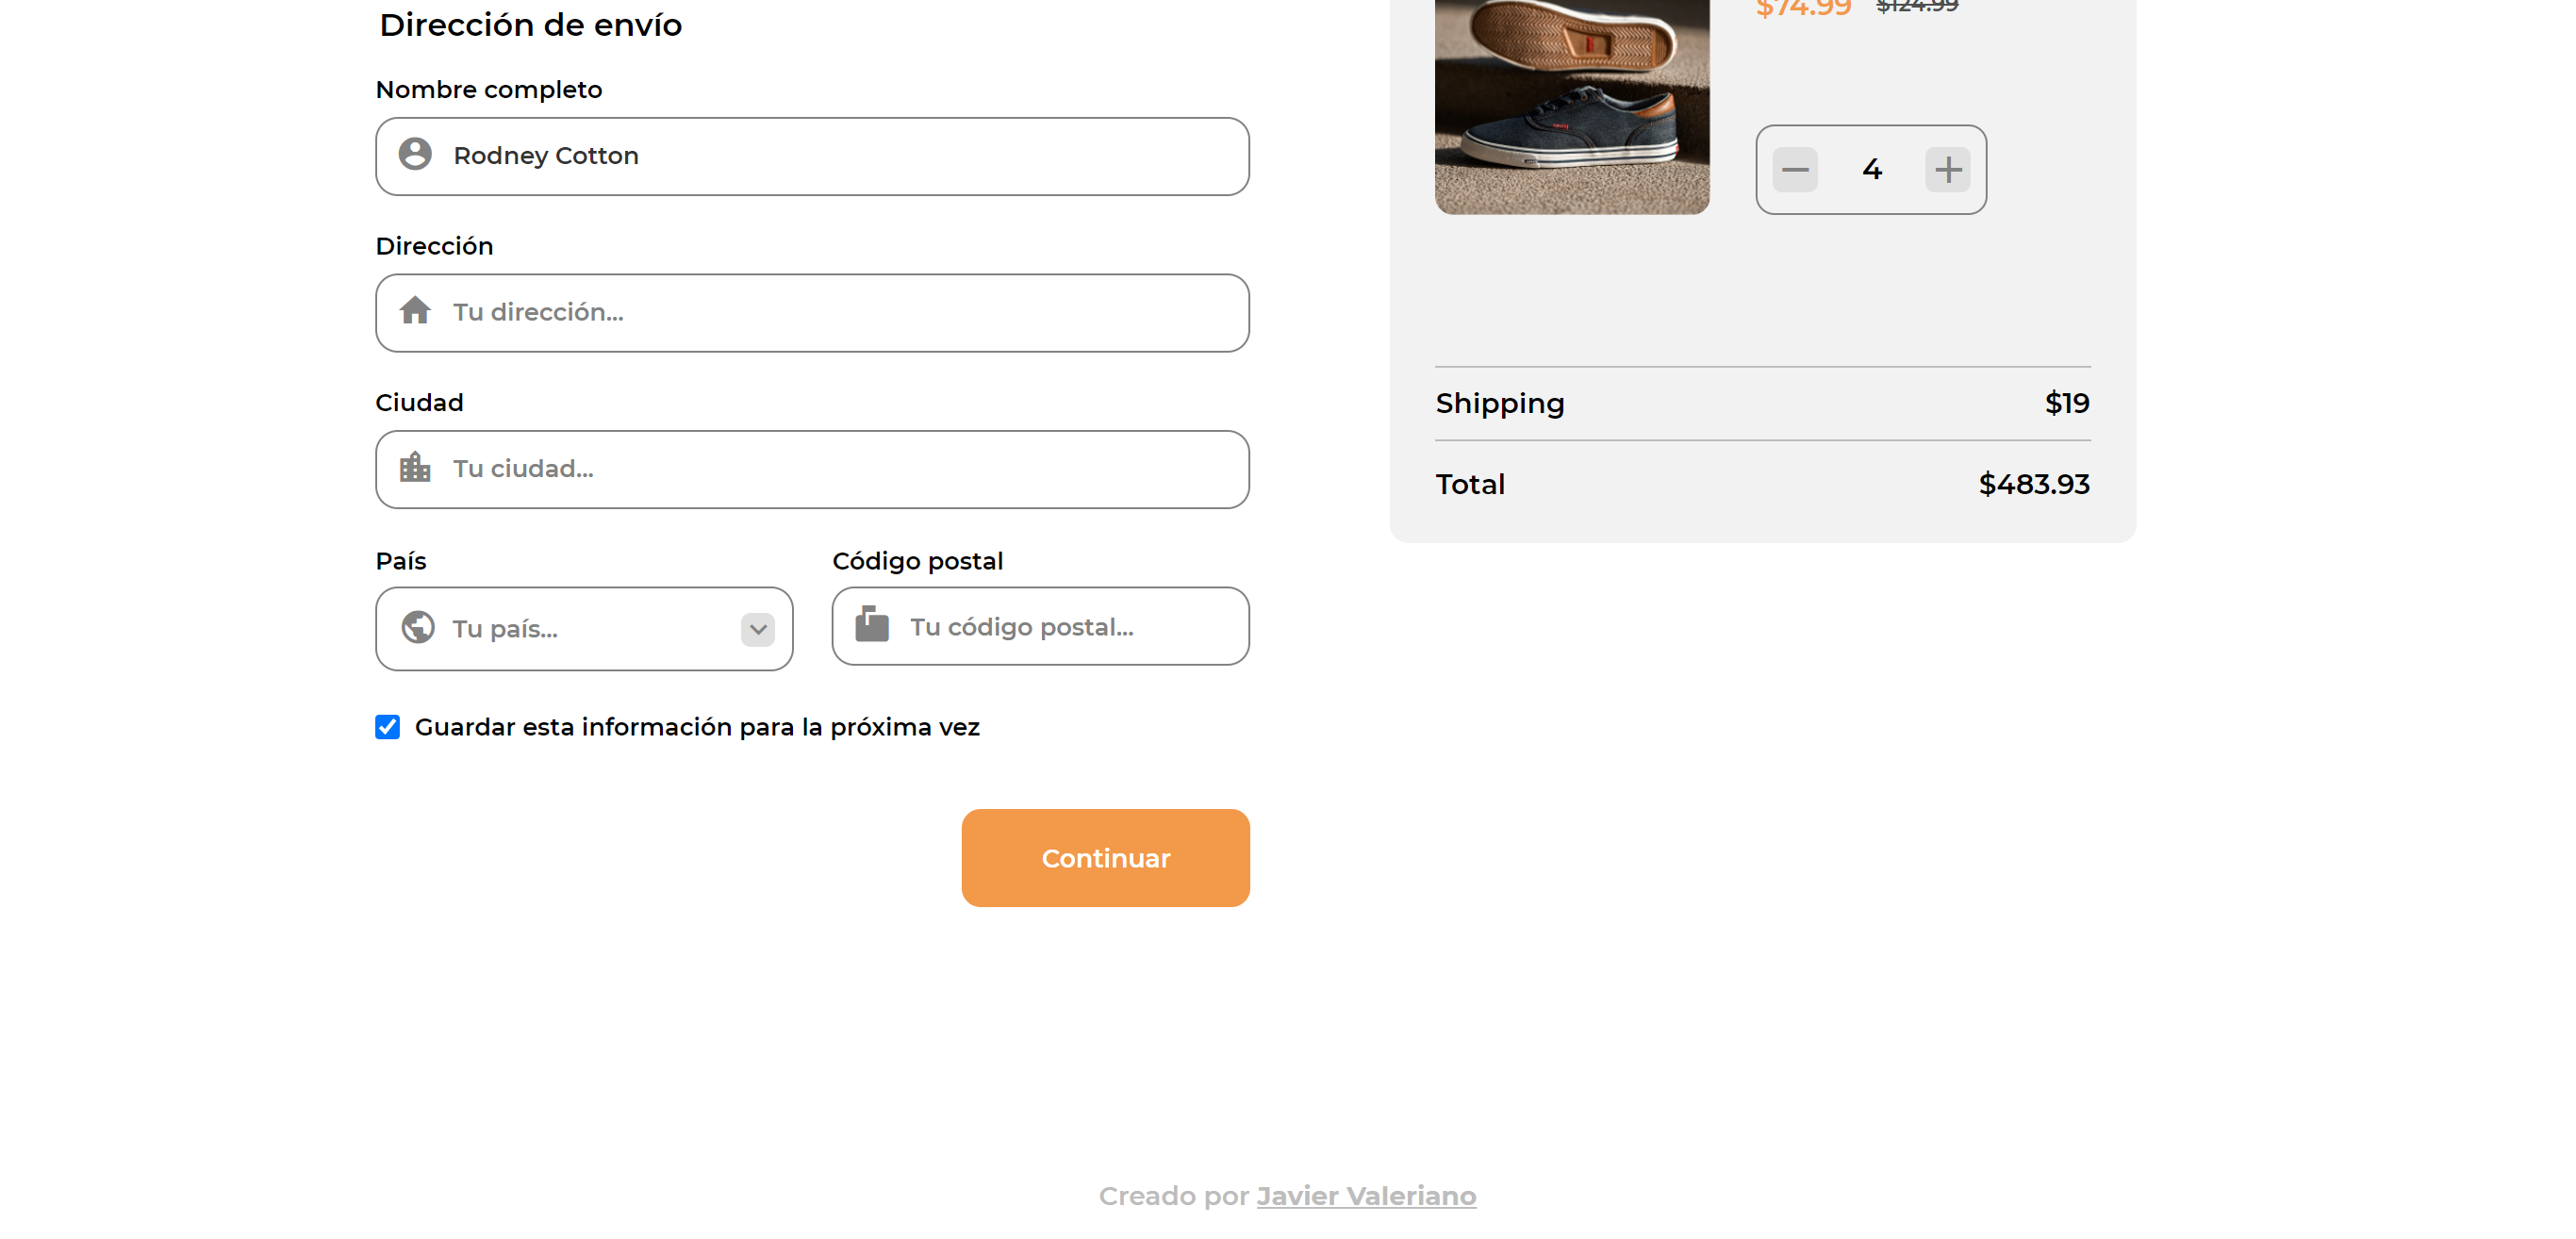 Dirección de envío
Nombre completo
Rodney Cotton
Dirección
Tu dirección...
Ciudad
Tu ciudad...
País
Tu país...
Código postal
Tu código postal...
Guardar esta información para la próxima vez
Continuar
$74.99 $124.99
4
Shipping $19
Total $483.93
Creado por Javier Valeriano